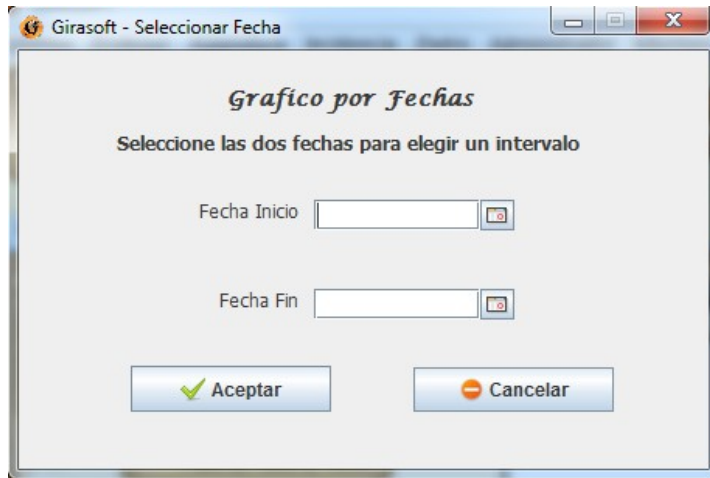 Girasoft - Seleccionar Fecha
Grafico por Fechas
Seleccione las dos fechas para elegir un intervalo
Fecha Inicio
Fecha Fin
Aceptar
Cancelar